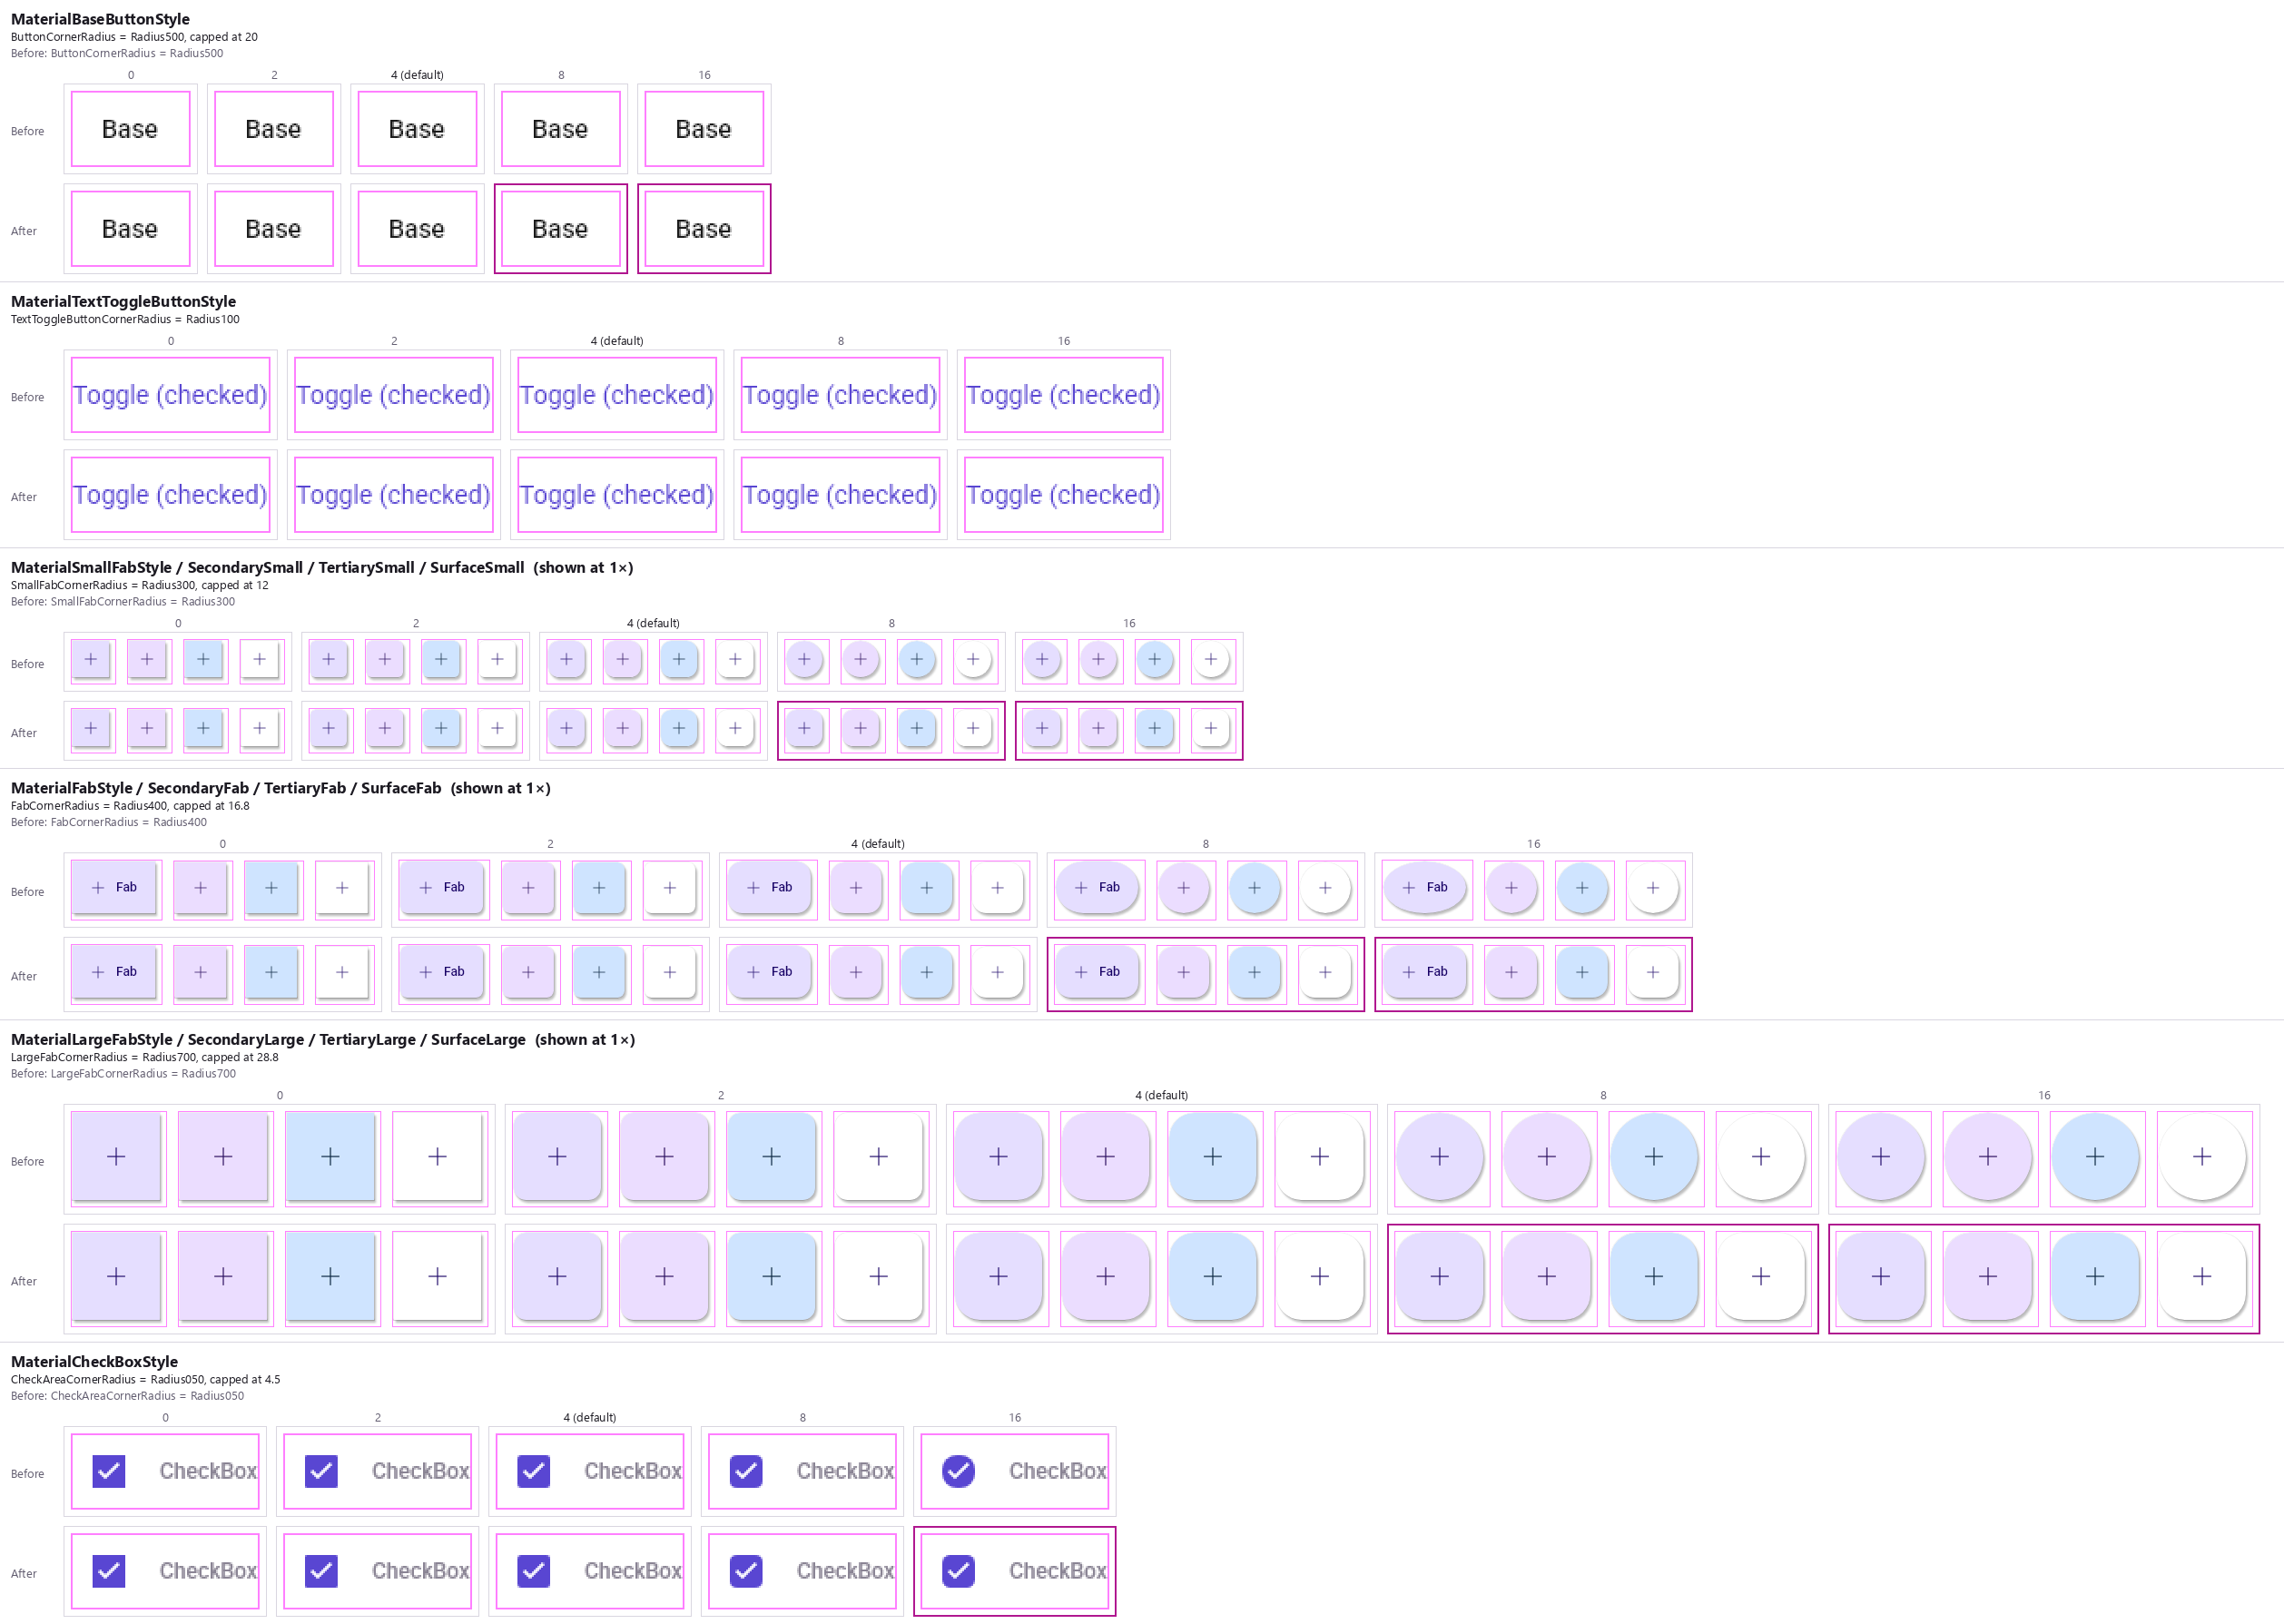 MaterialBaseButtonStyle
ButtonCornerRadius = Radius500, capped at 20
Before: ButtonCornerRadius = Radius500
0 2 4 (default) 8 16
Before Base Base Base Base Base
After Base Base Base Base Base
MaterialTextToggleButtonStyle
TextToggleButtonCornerRadius = Radius100
0 2 4 (default) 8 16
Before Toggle (checked) Toggle (checked) Toggle (checked) Toggle (checked) Toggle (checked)
After Toggle (checked) Toggle (checked) Toggle (checked) Toggle (checked) Toggle (checked)
MaterialSmallFabStyle / SecondarySmall / TertiarySmall / SurfaceSmall (shown at 1×)
SmallFabCornerRadius = Radius300, capped at 12
Before: SmallFabCornerRadius = Radius300
0 2 4 (default) 8 16
Before
After
MaterialFabStyle / SecondaryFab / TertiaryFab / SurfaceFab (shown at 1×)
FabCornerRadius = Radius400, capped at 16.8
Before: FabCornerRadius = Radius400
0 2 4 (default) 8 16
Before Fab Fab Fab Fab Fab
After Fab Fab Fab Fab Fab
MaterialLargeFabStyle / SecondaryLarge / TertiaryLarge / SurfaceLarge (shown at 1×)
LargeFabCornerRadius = Radius700, capped at 28.8
Before: LargeFabCornerRadius = Radius700
0 2 4 (default) 8 16
Before
After
MaterialCheckBoxStyle
CheckAreaCornerRadius = Radius050, capped at 4.5
Before: CheckAreaCornerRadius = Radius050
0 2 4 (default) 8 16
Before CheckBox CheckBox CheckBox CheckBox CheckBox
After CheckBox CheckBox CheckBox CheckBox CheckBox